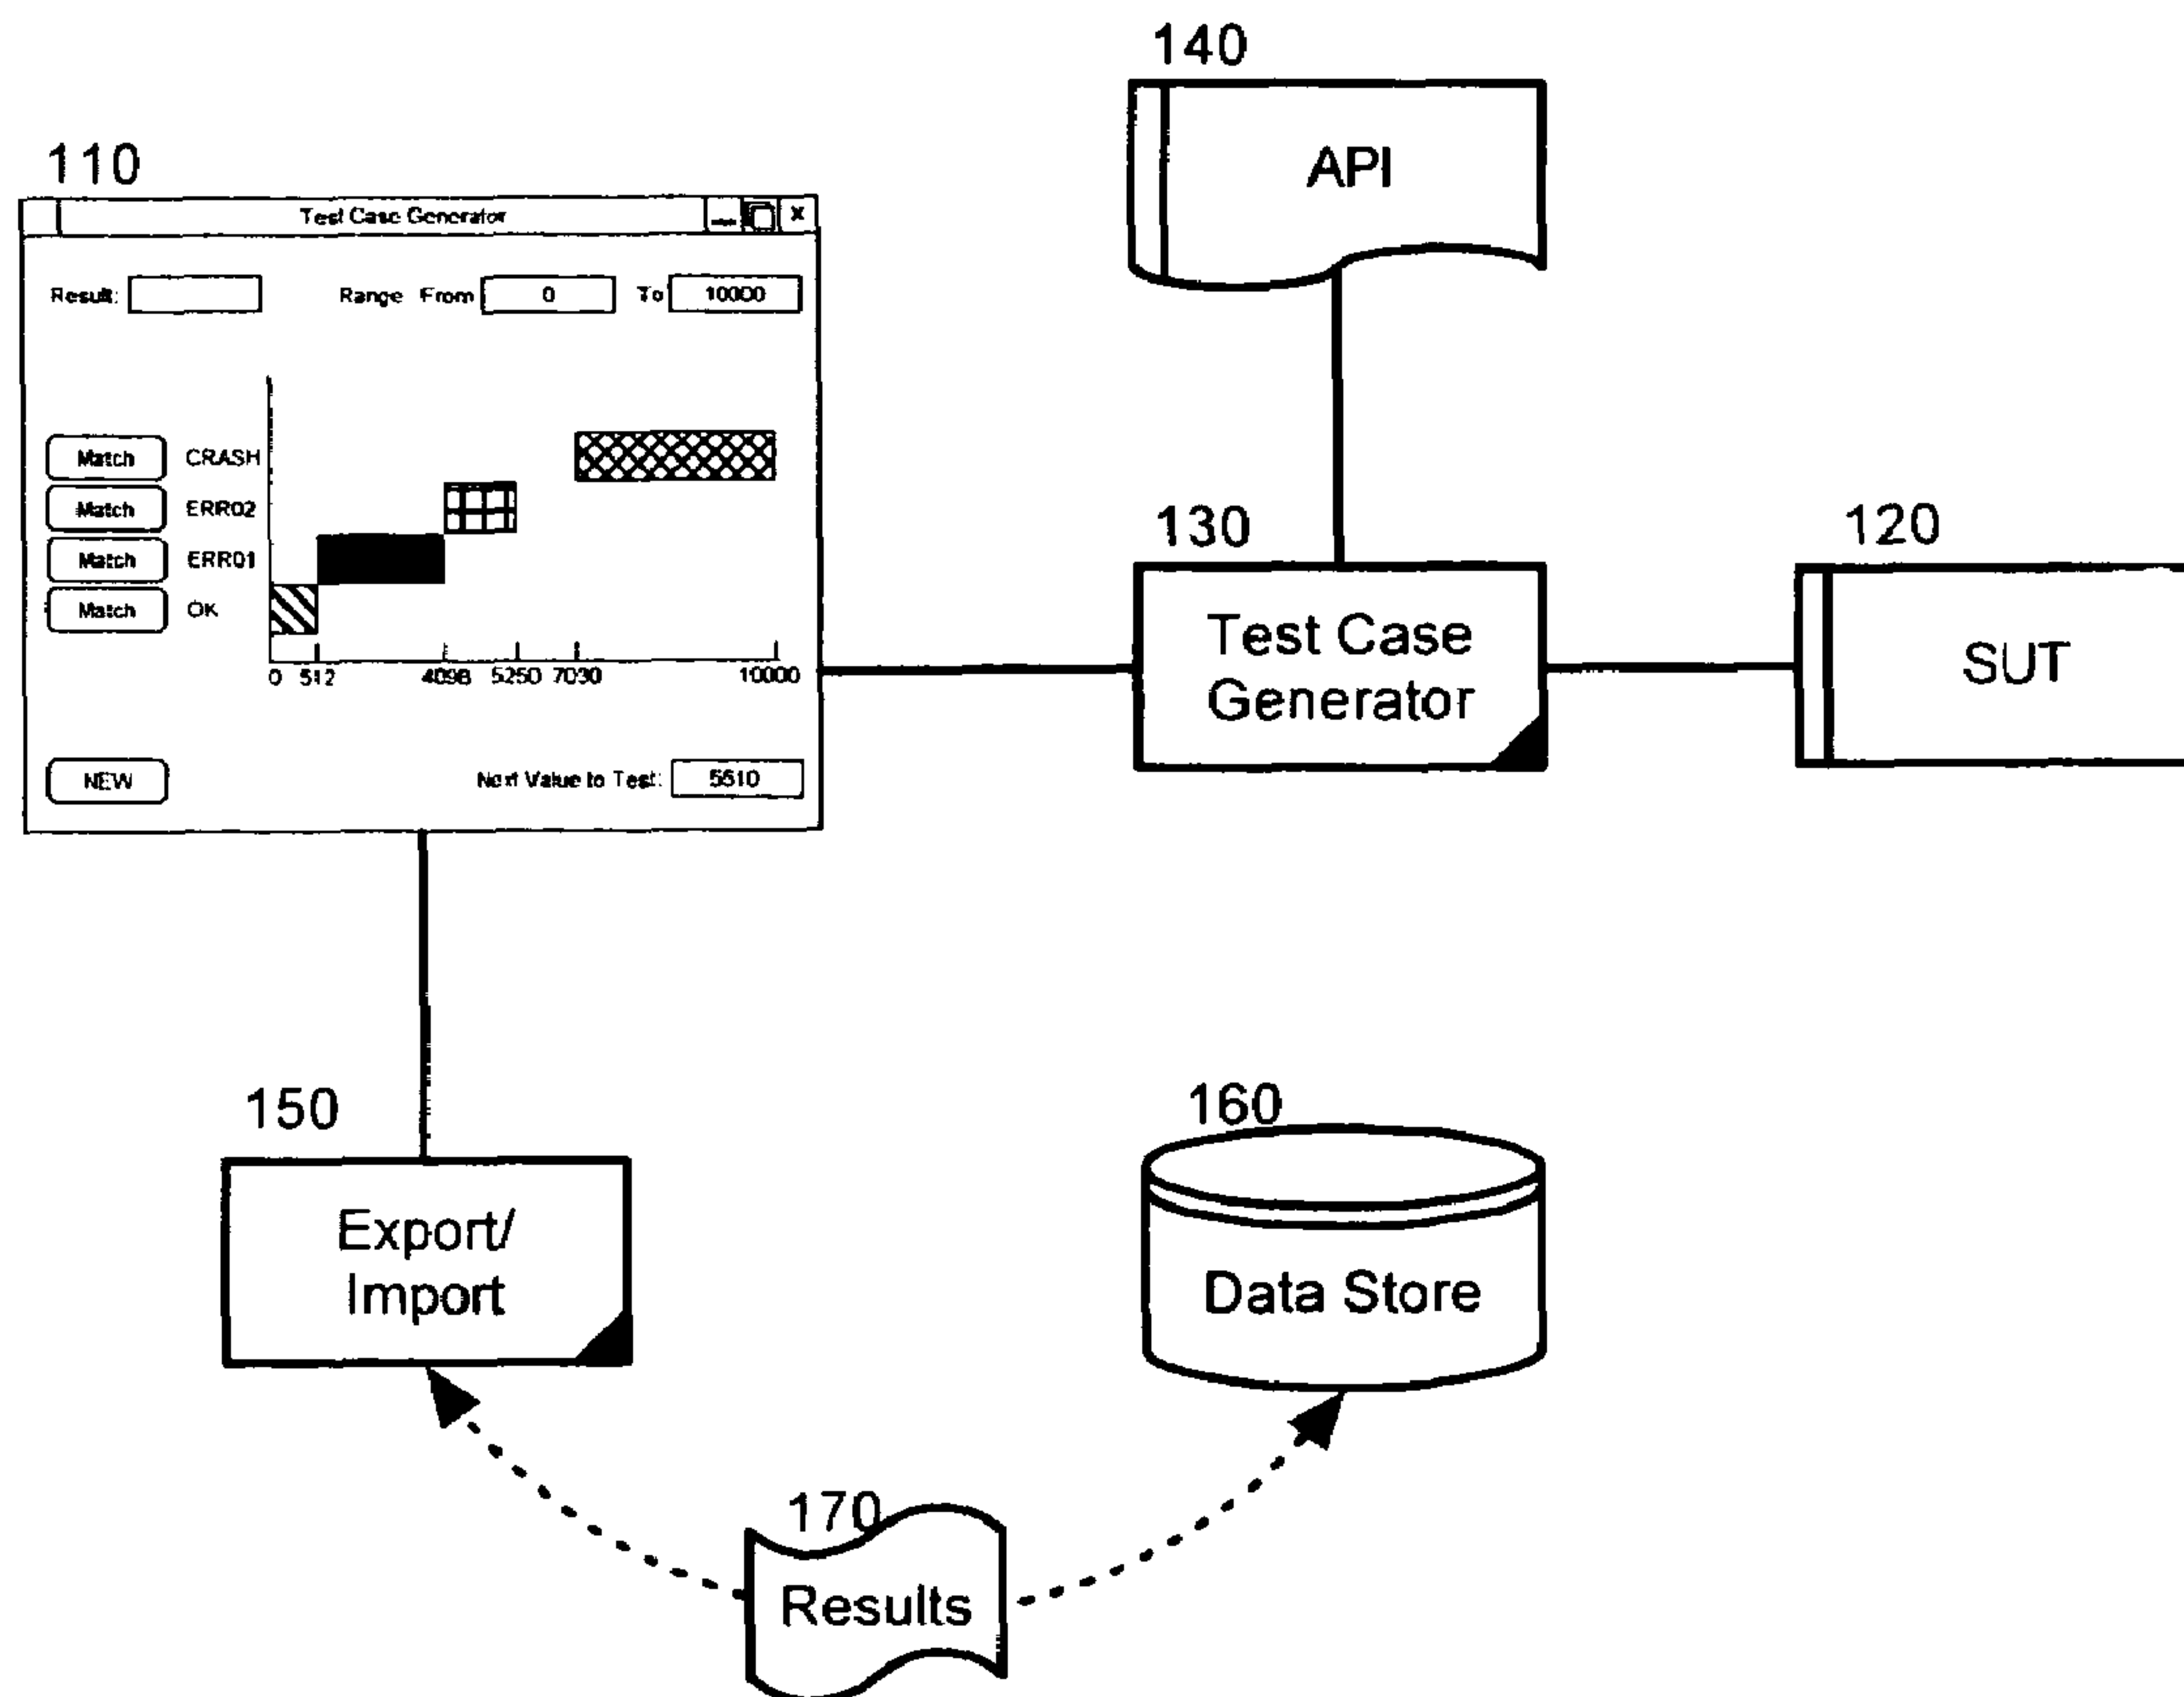 140
API
110
Test Case Generator
X
Result:
Range From 0 To 10000
Match CRASH
Match ERR02
Match ERR01
Match OK
0 512 4096 5250 7030 10000
NEW
Next Value to Test: 5510
130
Test Case
Generator
120
SUT
150
Export/
Import
160
Data Store
170
Results